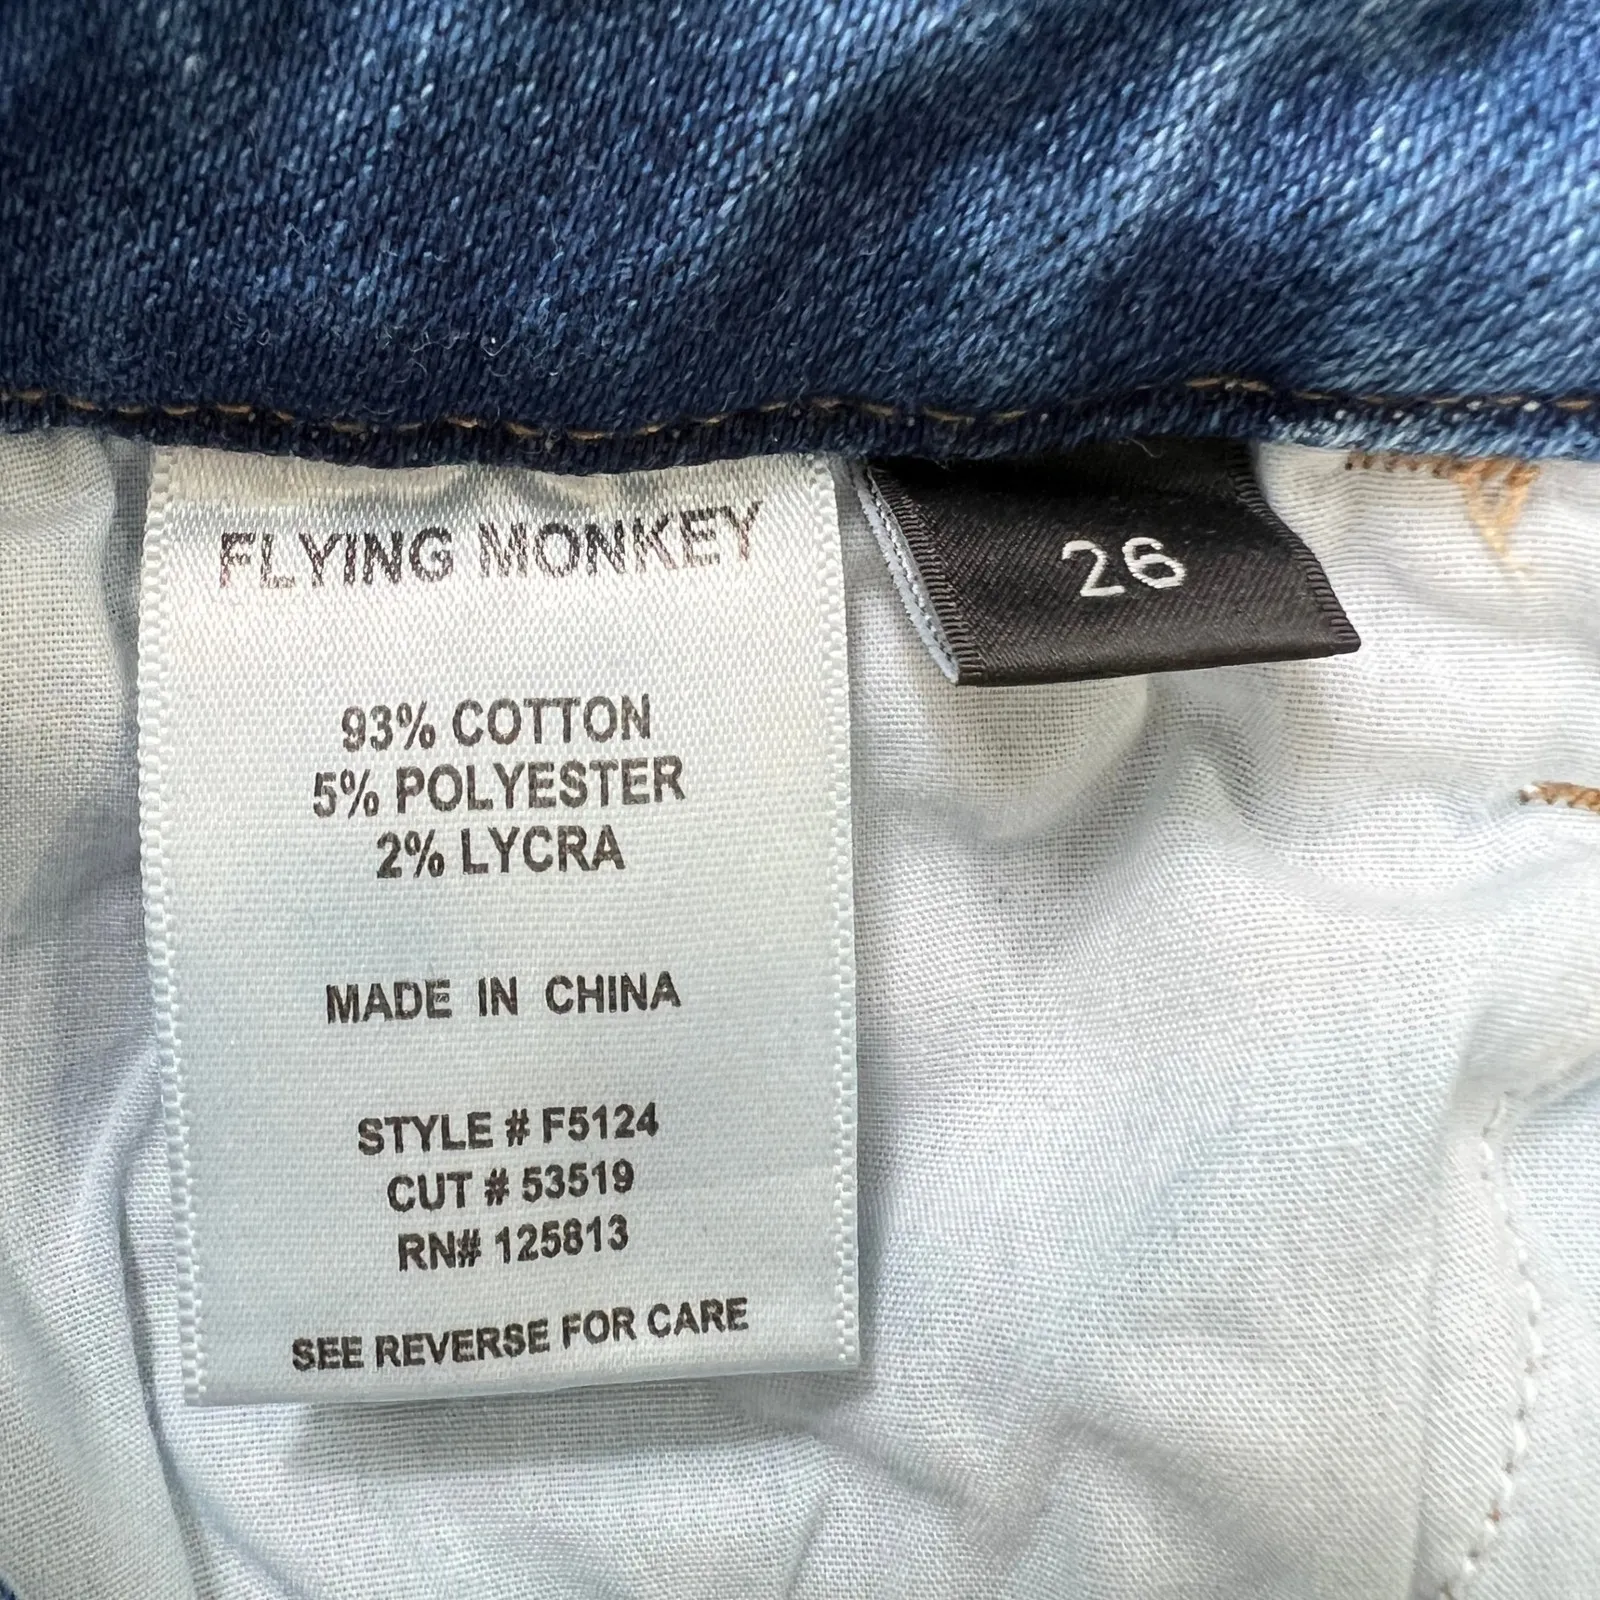 FLYING MONKEY
26
93% COTTON
5% POLYESTER
2% LYCRA
MADE IN CHINA
STYLE # F5124
CUT # 53519
RN# 125813
SEE REVERSE FOR CARE